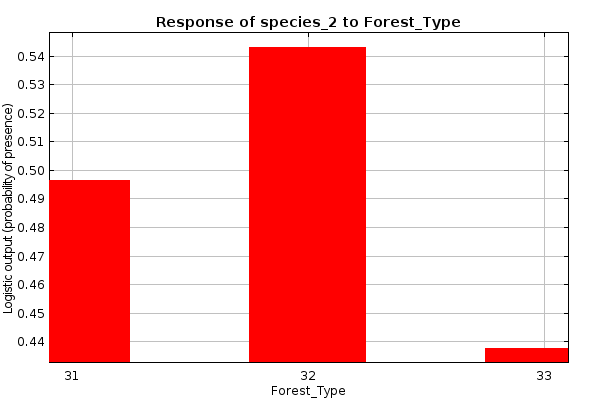 Response of species_2 to Forest_Type
Logistic output (probability of presence)
0.54
0.53
0.52
0.51
0.50
0.49
0.48
0.47
0.46
0.45
0.44
31 32 33
Forest_Type